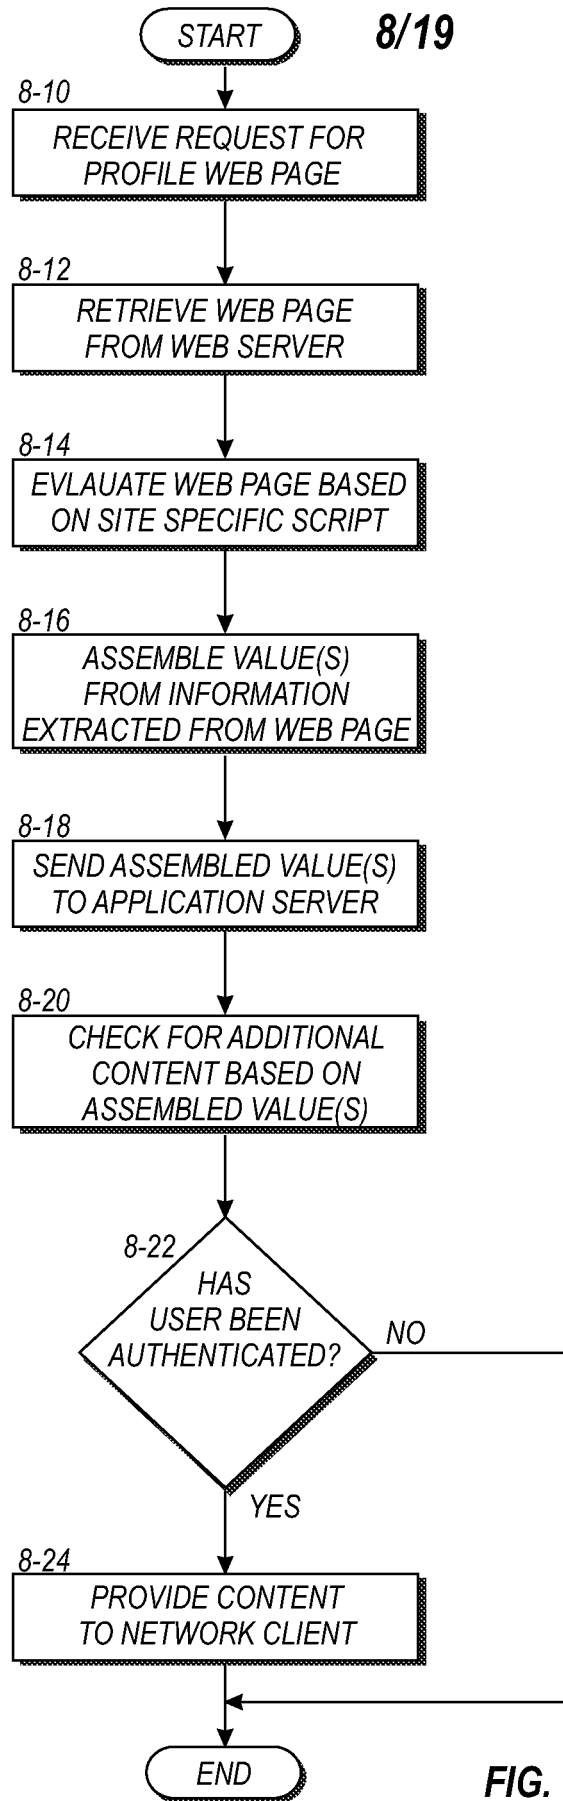 START
8/19
8-10
RECEIVE REQUEST FOR
PROFILE WEB PAGE
8-12
RETRIEVE WEB PAGE
FROM WEB SERVER
8-14
EVLAUATE WEB PAGE BASED
ON SITE SPECIFIC SCRIPT
8-16
ASSEMBLE VALUE(S)
FROM INFORMATION
EXTRACTED FROM WEB PAGE
8-18
SEND ASSEMBLED VALUE(S)
TO APPLICATION SERVER
8-20
CHECK FOR ADDITIONAL
CONTENT BASED ON
ASSEMBLED VALUE(S)
8-22
HAS
USER BEEN
AUTHENTICATED?
NO
YES
8-24
PROVIDE CONTENT
TO NETWORK CLIENT
END
FIG.